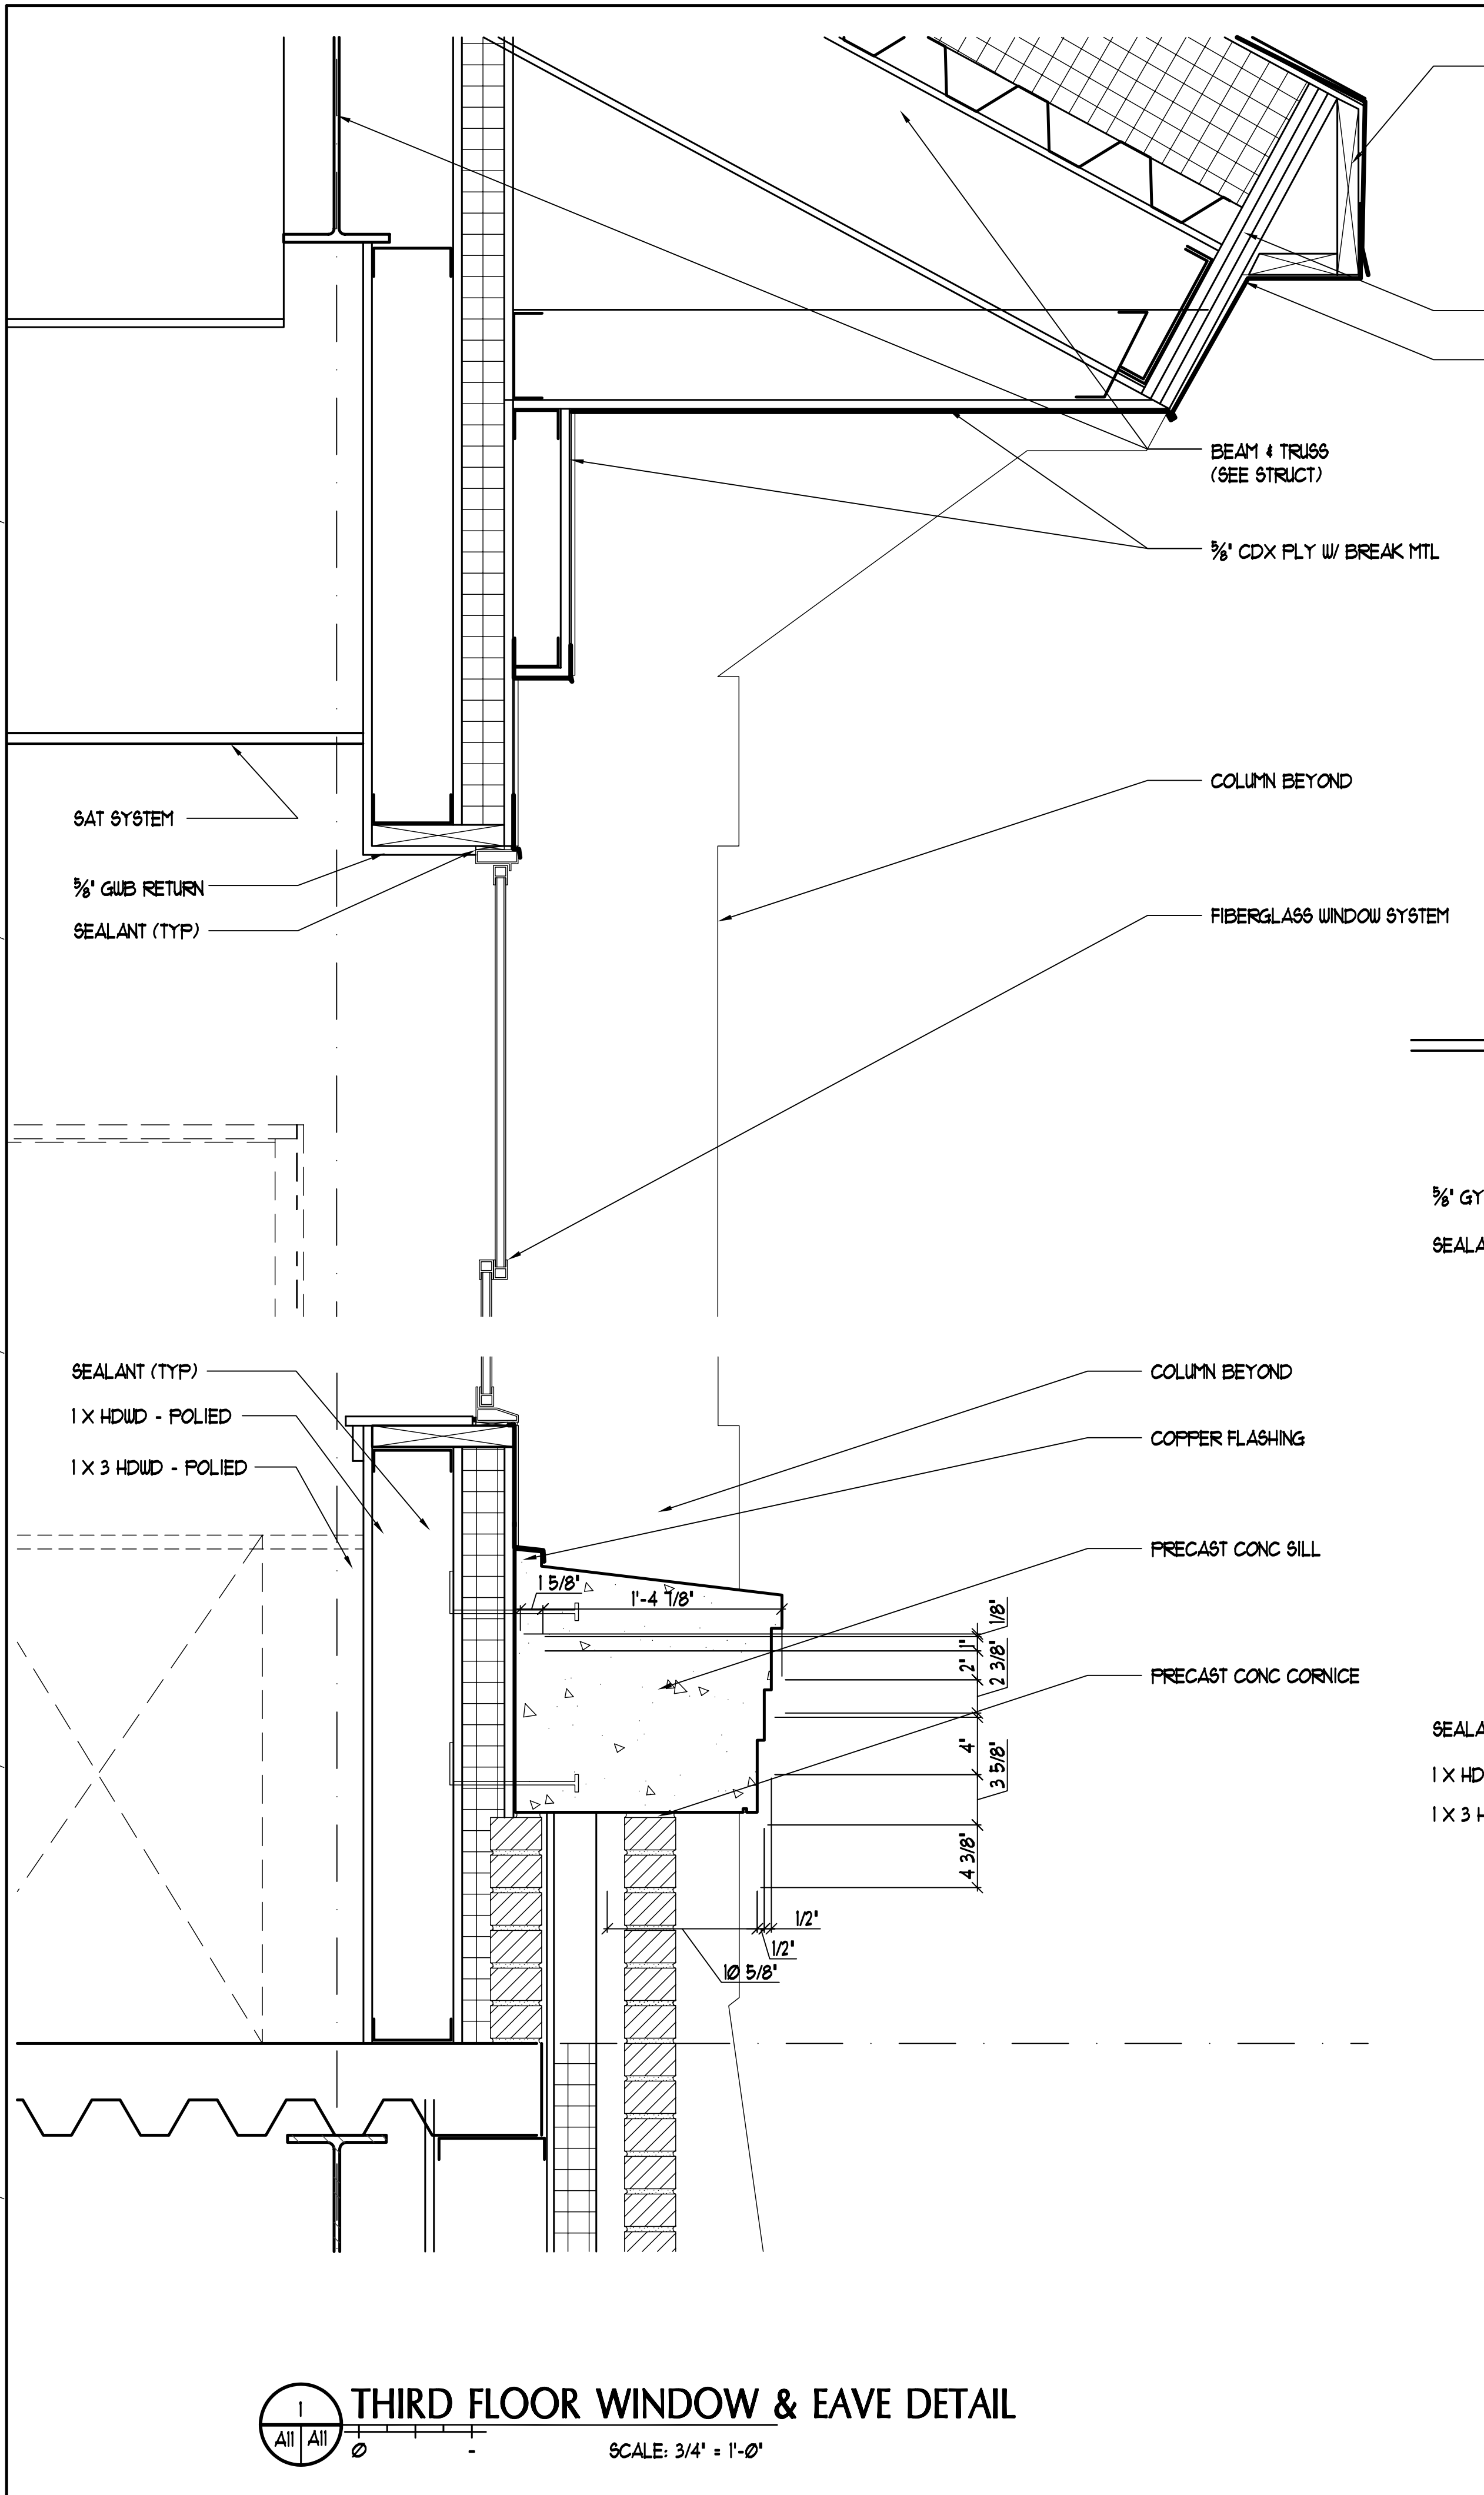 BEAM & TRUSS
(SEE STRUCT)
5/8" CDX PLY W/ BREAK MTL
COLUMN BEYOND
SAT SYSTEM
5/8" GWB RETURN
SEALANT (TYP)
FIBERGLASS WINDOW SYSTEM
5/8" GY
SEALA
SEALANT (TYP)
1 X HDWD - POLIED
1 X 3 HDWD - POLIED
COLUMN BEYOND
COPPER FLASHING
PRECAST CONC SILL
PRECAST CONC CORNICE
1 5/8"
1'-4 7/8"
1/8"
1"
2 3/8"
2"
4"
3 5/8"
4 3/8"
1/2"
1/2"
10 5/8"
SEALA
1 X HD
1 X 3 H
1
A11 A11
THIRD FLOOR WINDOW & EAVE DETAIL
0 -
SCALE: 3/4" = 1'-0"